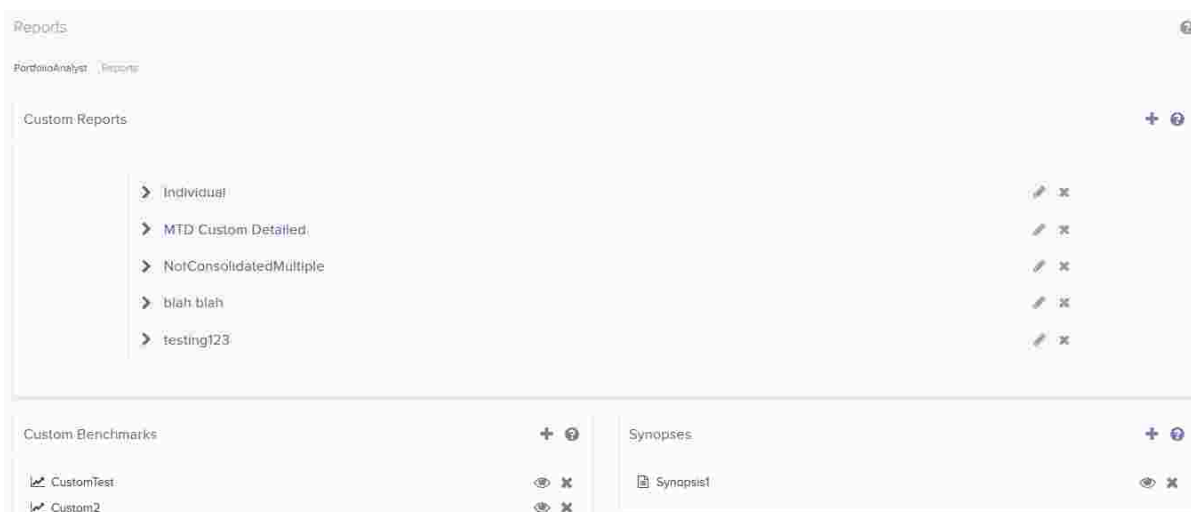 Reports
PortfolioAnalyst Reports
Custom Reports
Individual
MTD Custom Detailed
NotConsolidatedMultiple
blah blah
testing123
Custom Benchmarks
Synopses
CustomTest
Synopsis1
Custom2